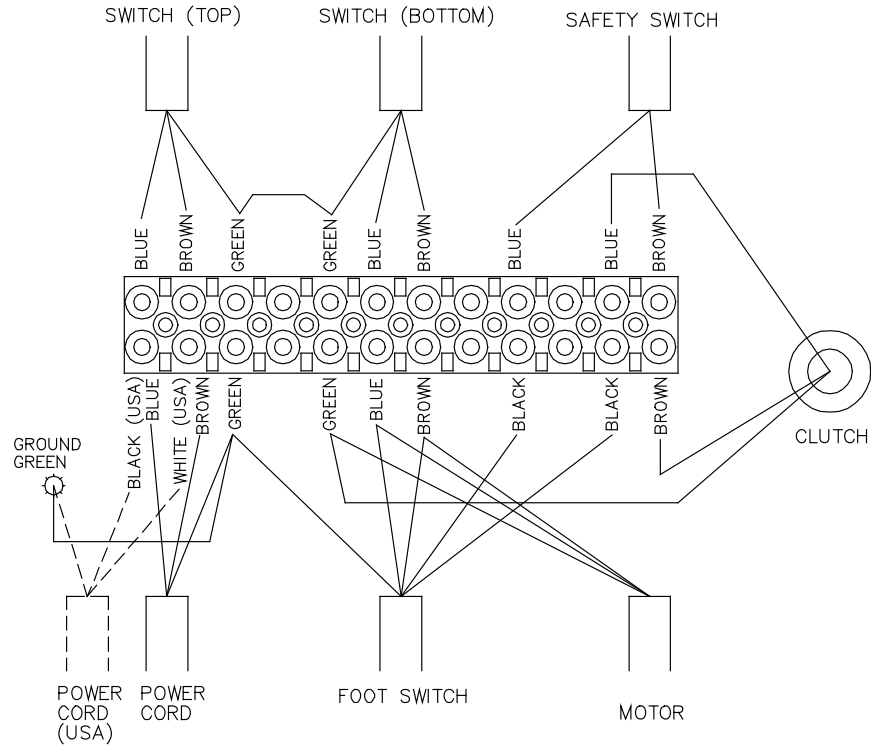 SWITCH (TOP)
SWITCH (BOTTOM)
SAFETY SWITCH
BLUE
BROWN
GREEN
GREEN
BLUE
BROWN
BLUE
BLUE
BROWN
BLACK (USA)
BLUE
WHITE (USA)
BROWN
GREEN
GREEN
BLUE
BROWN
BLACK
BLACK
BROWN
CLUTCH
GROUND
GREEN
POWER
CORD
(USA)
POWER
CORD
FOOT SWITCH
MOTOR